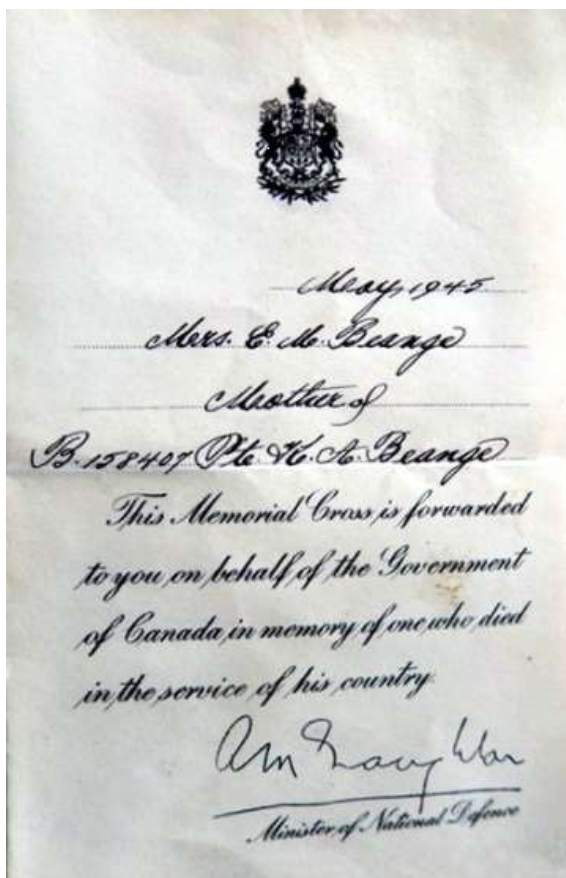 May, 1945
Mrs. E. M. Beange
Mother of
B.158407 Pte. K. A. Beange
This Memorial Cross is forwarded
to you on behalf of the Government
of Canada in memory of one who died
in the service of his country.
Minister of National Defence